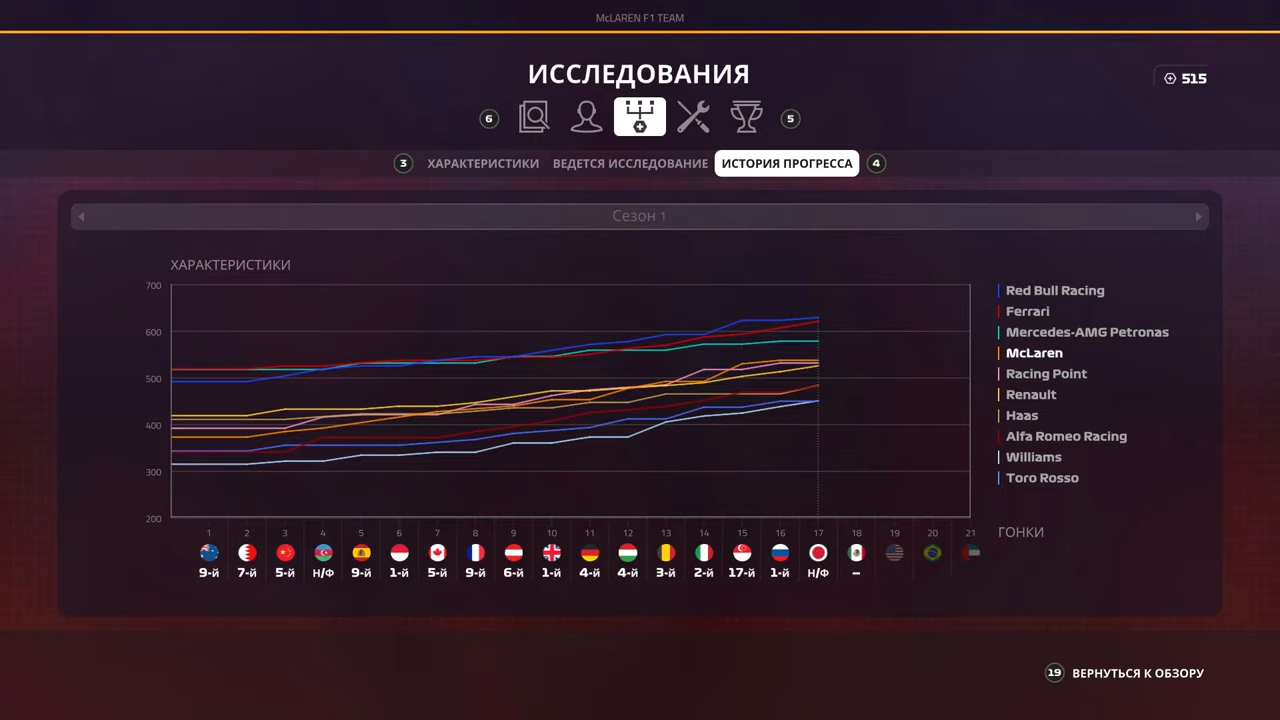 McLAREN F1 TEAM
ИССЛЕДОВАНИЯ
515
6 5
3 ХАРАКТЕРИСТИКИ ВЕДЕТСЯ ИССЛЕДОВАНИЕ ИСТОРИЯ ПРОГРЕССА 4
Сезон 1
ХАРАКТЕРИСТИКИ
700
600
500
400
300
200
Red Bull Racing
Ferrari
Mercedes-AMG Petronas
McLaren
Racing Point
Renault
Haas
Alfa Romeo Racing
Williams
Toro Rosso
1 2 3 4 5 6 7 8 9 10 11 12 13 14 15 16 17 18 19 20 21 ГОНКИ
9-й 7-й 5-й Н/Ф 9-й 1-й 5-й 9-й 6-й 1-й 4-й 4-й 3-й 2-й 17-й 1-й Н/Ф –
19 ВЕРНУТЬСЯ К ОБЗОРУ